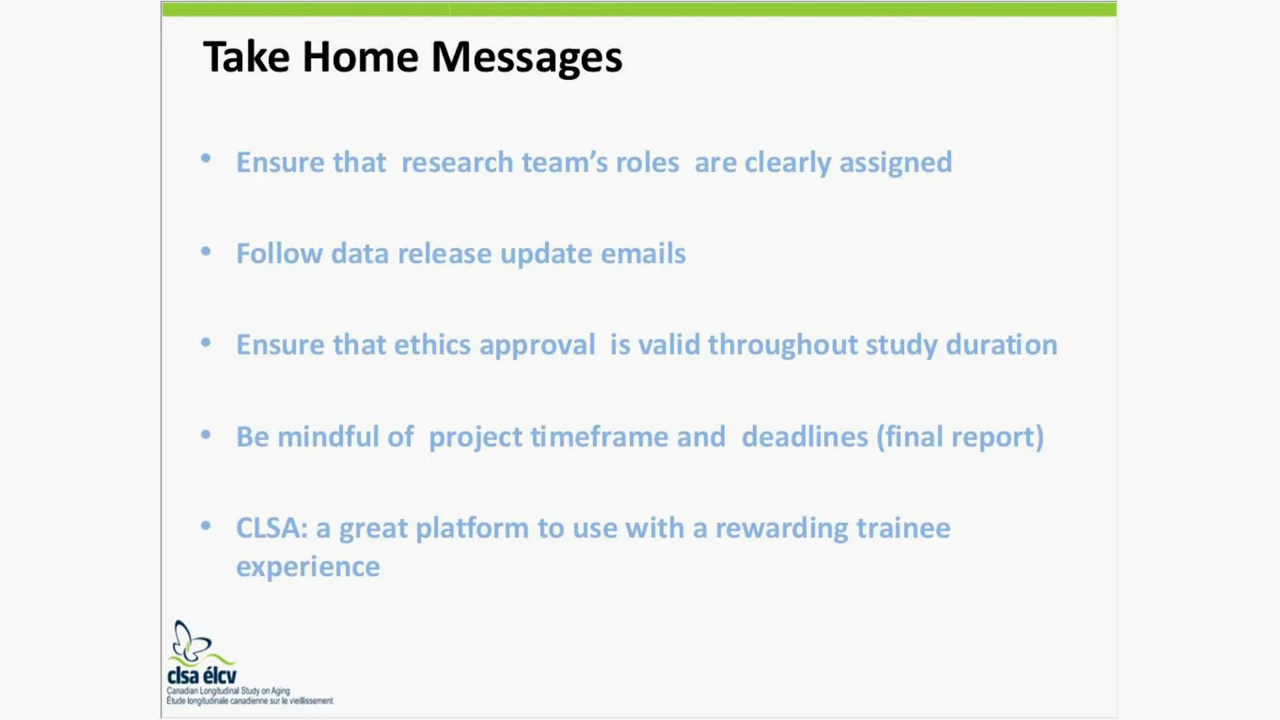 Take Home Messages
• Ensure that research team’s roles are clearly assigned
• Follow data release update emails
• Ensure that ethics approval is valid throughout study duration
• Be mindful of project timeframe and deadlines (final report)
• CLSA: a great platform to use with a rewarding trainee
experience
clsa élcv
Canadian Longitudinal Study on Aging
Étude longitudinale canadienne sur le vieillissement